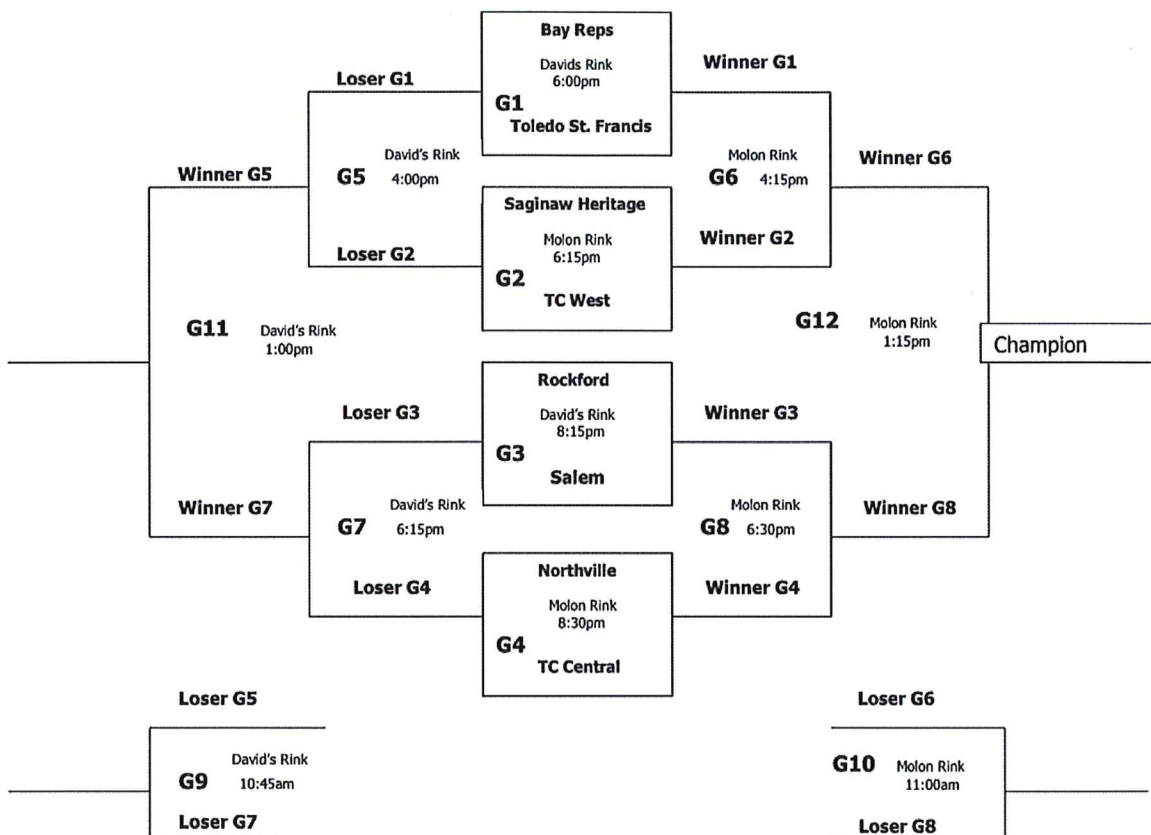 Bay Reps
Davids Rink
6:00pm
G1
Toledo St. Francis
Loser G1
Winner G1
David's Rink
G5 4:00pm
Winner G5
Molon Rink
G6 4:15pm
Winner G6
Saginaw Heritage
Molon Rink
6:15pm
G2
TC West
Loser G2
Winner G2
G11 David's Rink
1:00pm
G12 Molon Rink
1:15pm
Champion
Rockford
David's Rink
8:15pm
G3
Salem
Loser G3
Winner G3
David's Rink
G7 6:15pm
Winner G7
Molon Rink
G8 6:30pm
Winner G8
Northville
Molon Rink
8:30pm
G4
TC Central
Loser G4
Winner G4
Loser G5
David's Rink
G9 10:45am
Loser G7
Loser G6
G10 Molon Rink
11:00am
Loser G8